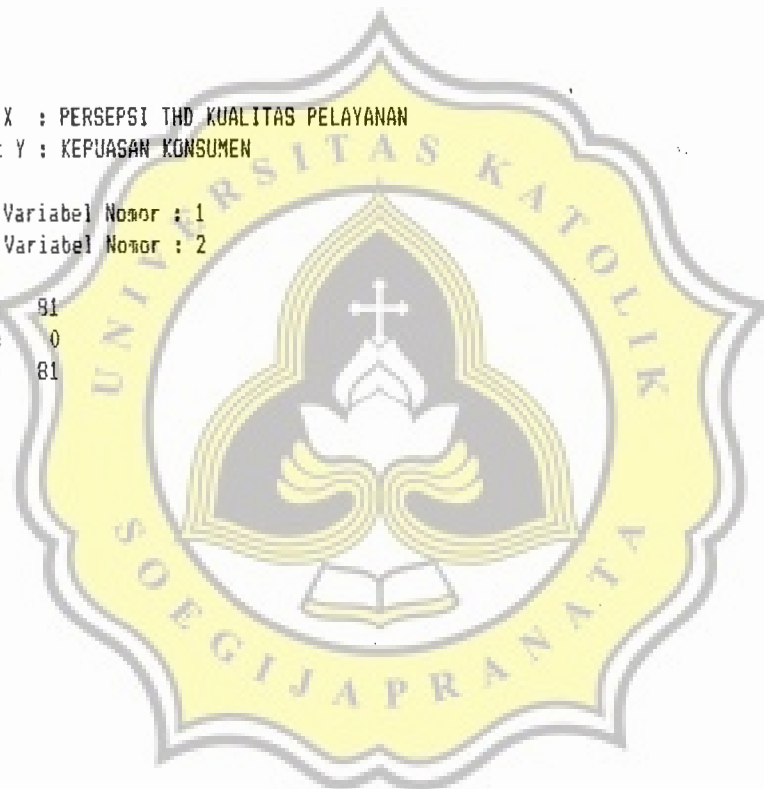 X : PERSEPSI THD KUALITAS PELAYANAN
Y : KEPUASAN KONSUMEN
Variabel Nomor : 1
Variabel Nomor : 2
81
: 0
81
UNIVERSITAS KATOLIK
SOEGIJAPRANATA